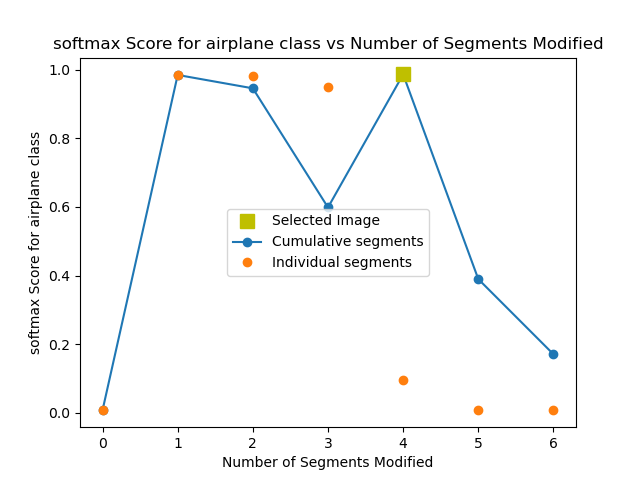 softmax Score for airplane class vs Number of Segments Modified
softmax Score for airplane class
1.0
0.8
0.6
0.4
0.2
0.0
Selected Image
Cumulative segments
Individual segments
0 1 2 3 4 5 6
Number of Segments Modified